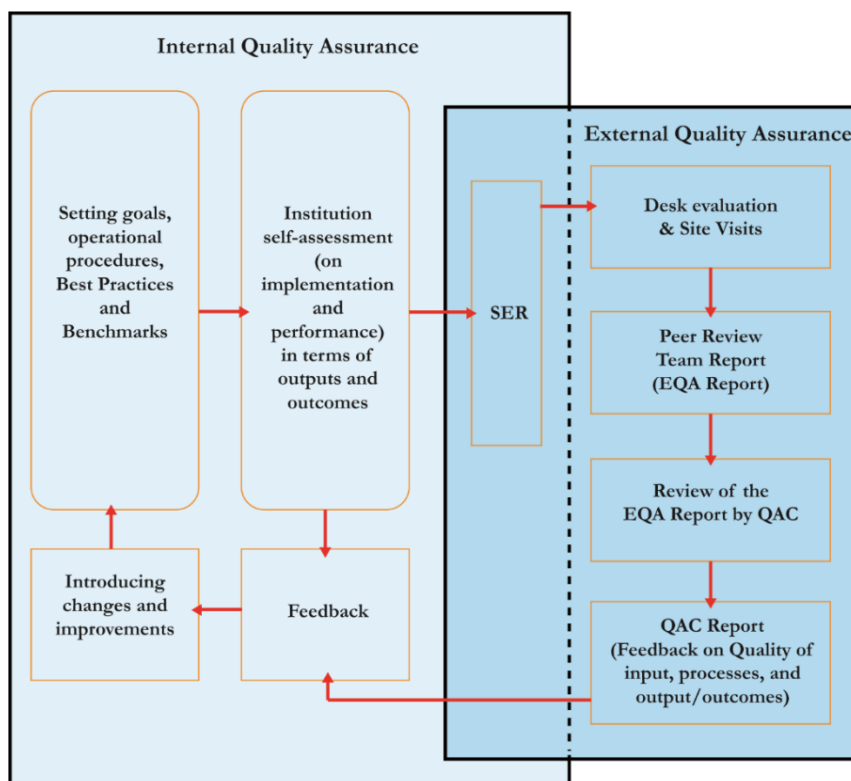 Internal Quality Assurance
Setting goals,
operational
procedures,
Best Practices
and
Benchmarks
Institution
self-assessment
(on
implementation
and
performance)
in terms of
outputs and
outcomes
Introducing
changes and
improvements
Feedback
SER
External Quality Assurance
Desk evaluation
& Site Visits
Peer Review
Team Report
(EQA Report)
Review of the
EQA Report by QAC
QAC Report
(Feedback on Quality of
input, processes, and
output/outcomes)